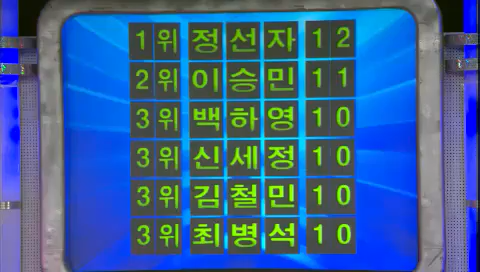 1위 정선자 12
2위 이승민 11
3위 백하영 10
3위 신세정 10
3위 김철민 10
3위 최병석 10